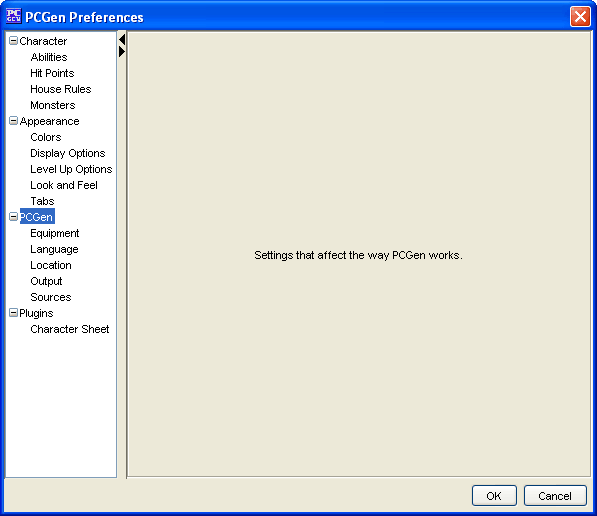 PCGen Preferences
Character
Abilities
Hit Points
House Rules
Monsters
Appearance
Colors
Display Options
Level Up Options
Look and Feel
Tabs
PCGen
Equipment
Language
Location
Output
Sources
Plugins
Character Sheet
Settings that affect the way PCGen works.
OK
Cancel